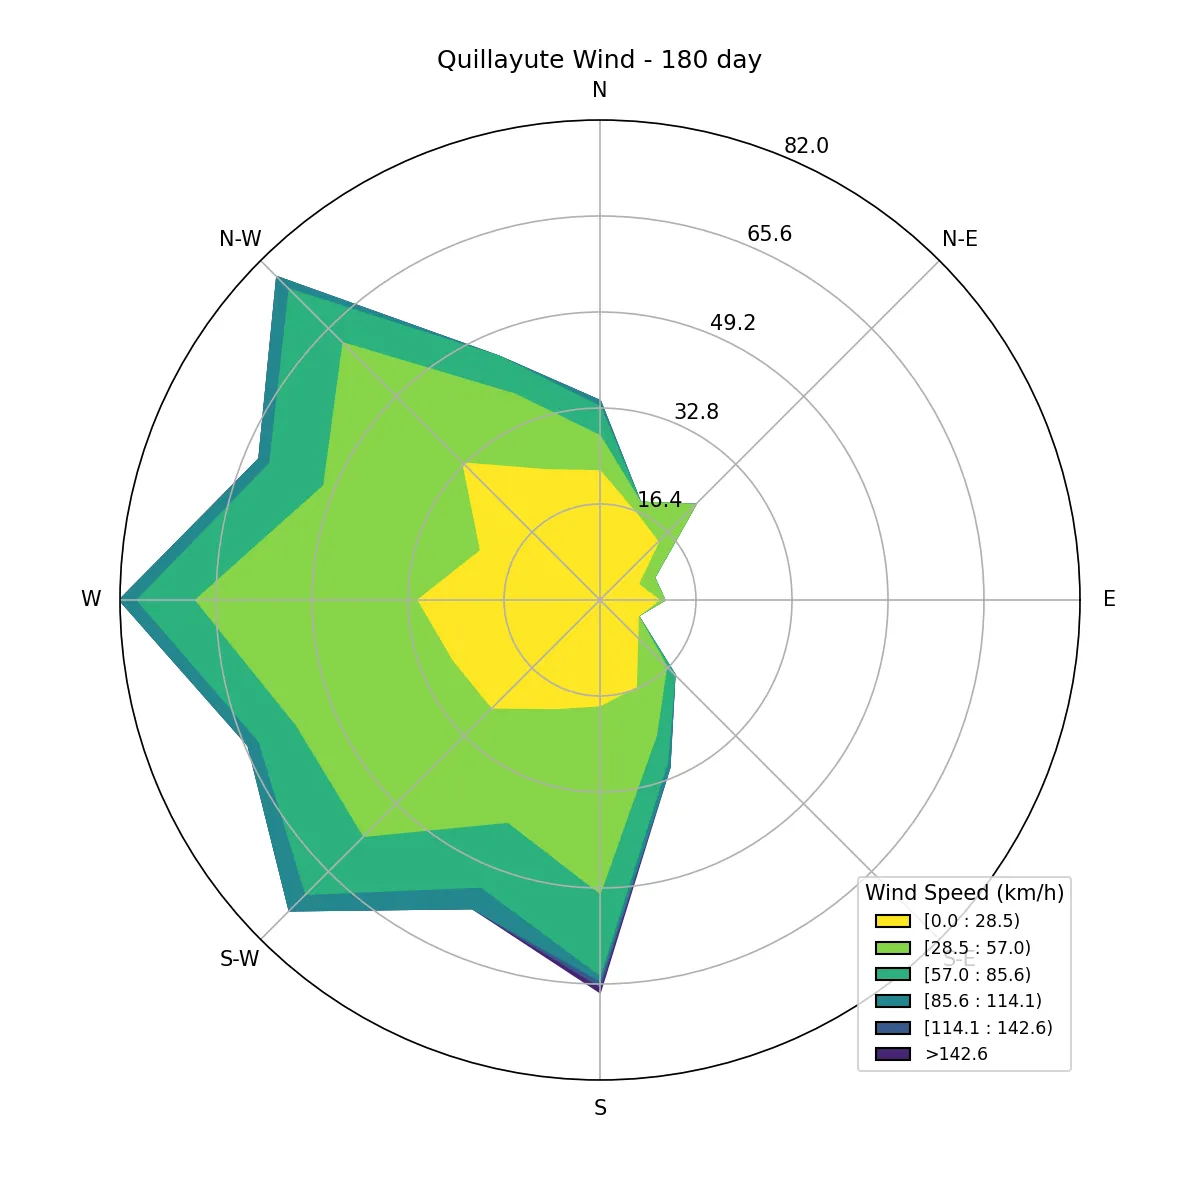 Quillayute Wind - 180 day
N
82.0
65.6
N-W
N-E
49.2
32.8
16.4
W
E
Wind Speed (km/h)
[0.0 : 28.5)
[28.5 : 57.0)
S-W
S-E
[57.0 : 85.6)
[85.6 : 114.1)
[114.1 : 142.6)
>142.6
S